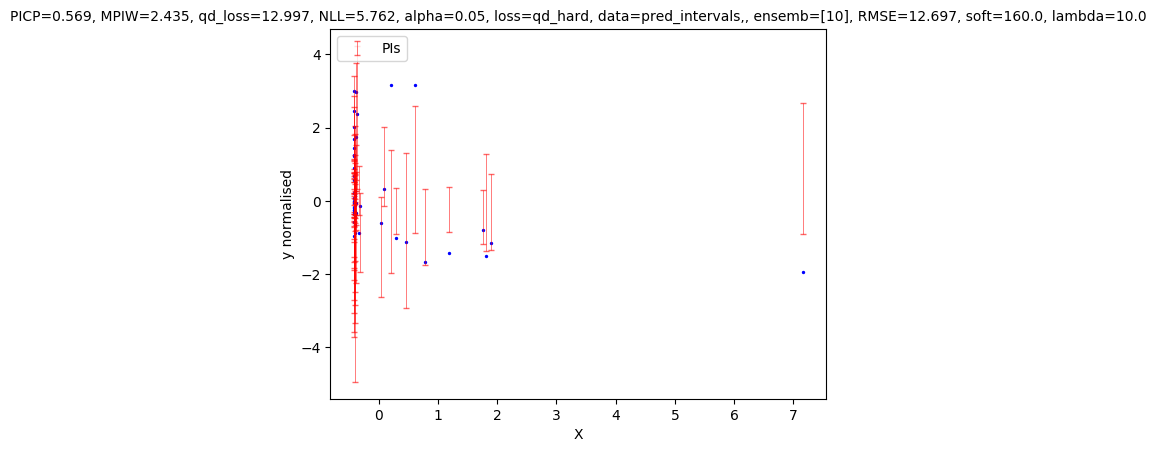 PICP=0.569, MPIW=2.435, qd_loss=12.997, NLL=5.762, alpha=0.05, loss=qd_hard, data=pred_intervals,, ensemb=[10], RMSE=12.697, soft=160.0, lambda=10.0
PIs
4
2
0
−2
−4
y normalised
0 1 2 3 4 5 6 7
X